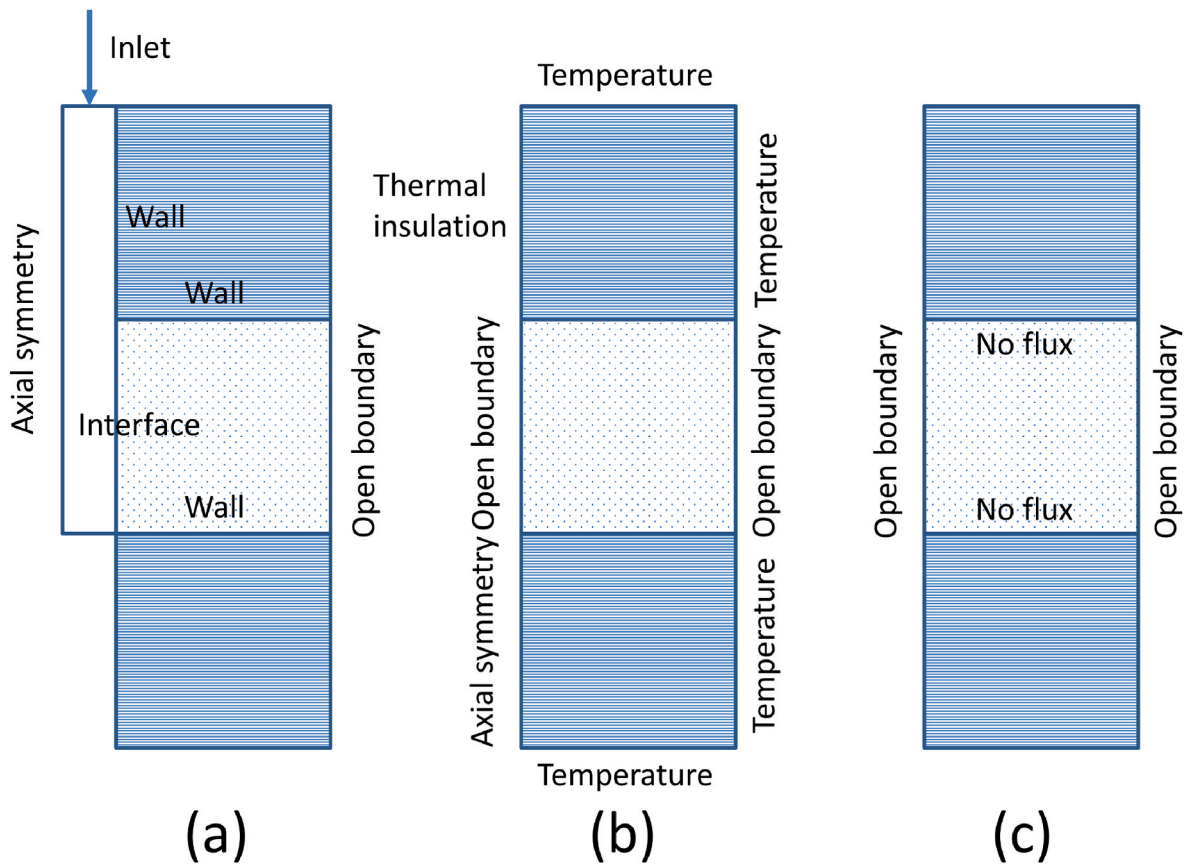 Inlet
Axial symmetry
Wall
Wall
Interface
Wall
Open boundary
(a)
Temperature
Thermal
insulation
Temperature
Open boundary
Open boundary
Axial symmetry
Temperature
Temperature
(b)
Open boundary
No flux
No flux
Open boundary
(c)